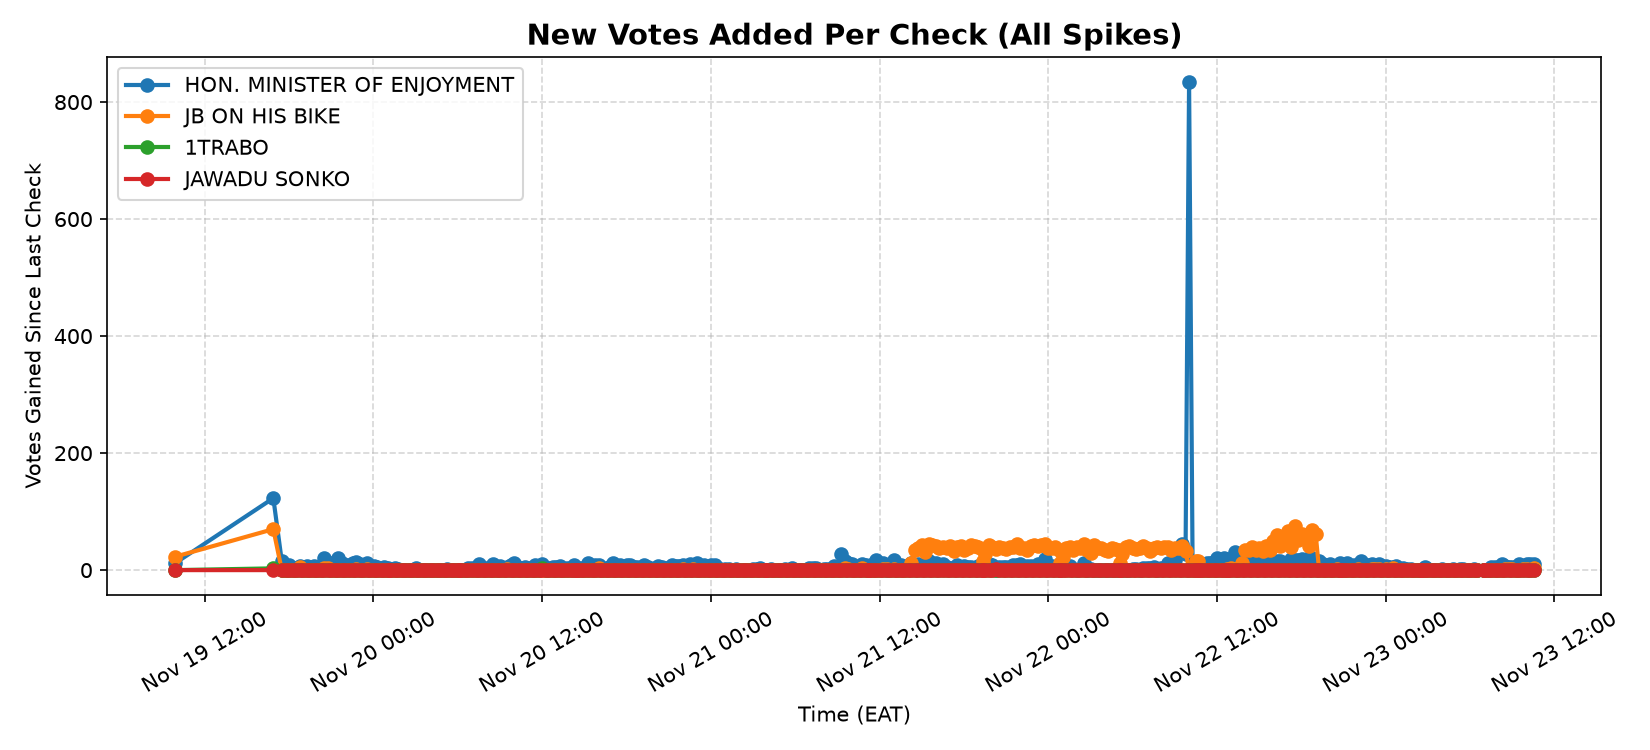 New Votes Added Per Check (All Spikes)
HON. MINISTER OF ENJOYMENT
JB ON HIS BIKE
1TRABO
JAWADU SONKO
Votes Gained Since Last Check
800
600
400
200
0
Nov 19 12:00
Nov 20 00:00
Nov 20 12:00
Nov 21 00:00
Nov 21 12:00
Nov 22 00:00
Nov 22 12:00
Nov 23 00:00
Nov 23 12:00
Time (EAT)